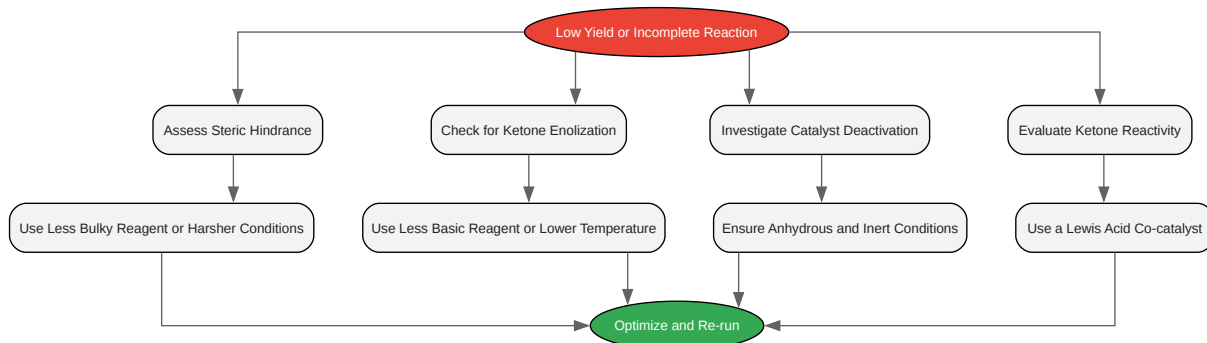 Low Yield or Incomplete Reaction
Assess Steric Hindrance
Check for Ketone Enolization
Investigate Catalyst Deactivation
Evaluate Ketone Reactivity
Use Less Bulky Reagent or Harsher Conditions
Use Less Basic Reagent or Lower Temperature
Ensure Anhydrous and Inert Conditions
Use a Lewis Acid Co-catalyst
Optimize and Re-run